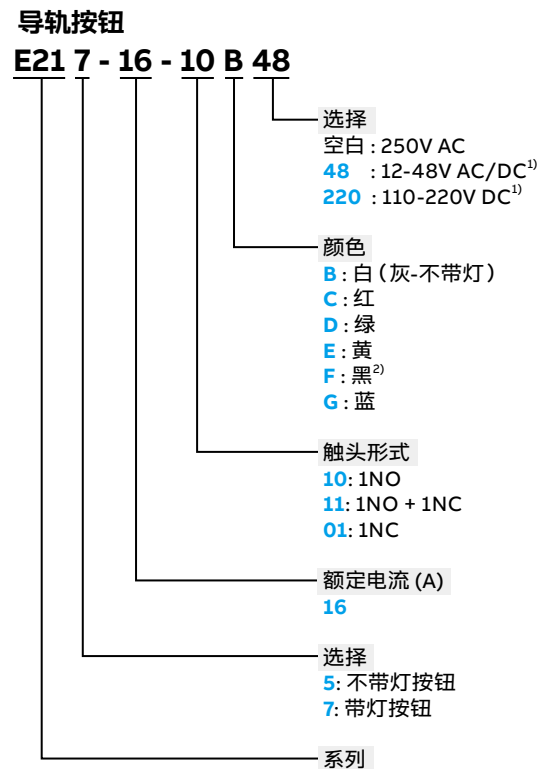 导轨按钮
E21 7 - 16 - 10 B 48
选择
空白 : 250V AC
48 : 12-48V AC/DC1)
220 : 110-220V DC1)
颜色
B : 白（灰-不带灯）
C : 红
D : 绿
E : 黄
F : 黑2)
G : 蓝
触头形式
10: 1NO
11: 1NO + 1NC
01: 1NC
额定电流 (A)
16
选择
5: 不带灯按钮
7: 带灯按钮
系列